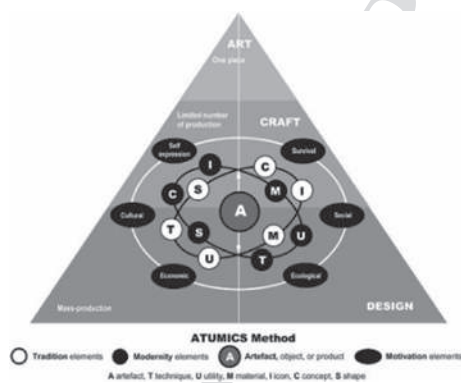 ART
One piece
Limited number
of production
CRAFT
Self
expression
Survival
I
C
C
S
M
I
Cultural
A
Social
T
S
M
U
U
T
Economic
Ecological
Mass-production
DESIGN
ATUMICS Method
Tradition elements
Modernity elements
A
Artefact, object, or product
Motivation elements
A artefact, T technique, U utility, M material, I icon, C concept, S shape